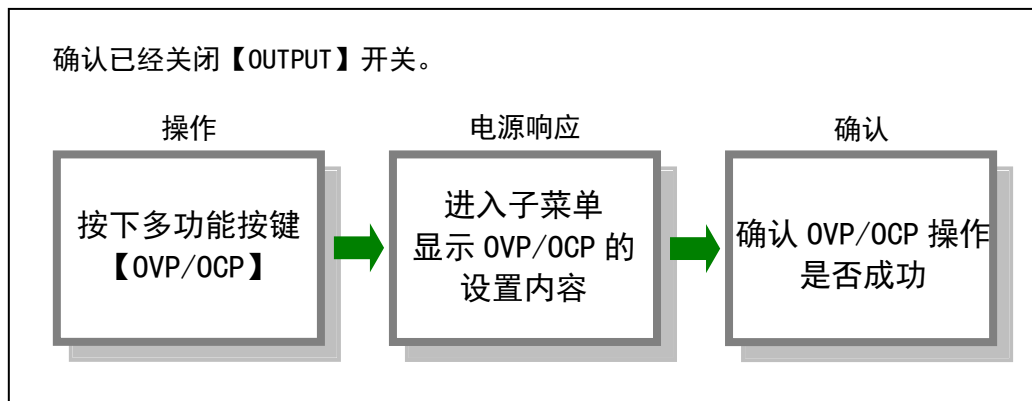 确认已经关闭【OUTPUT】开关。
操作
电源响应
确认
按下多功能按键
【OVP/OCP】
进入子菜单
显示 OVP/OCP 的
设置内容
确认 OVP/OCP 操作
是否成功